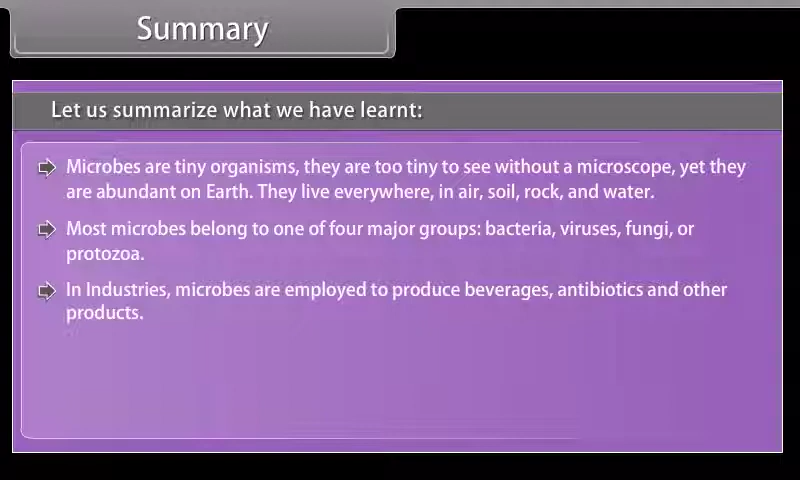 Summary
Let us summarize what we have learnt:
Microbes are tiny organisms, they are too tiny to see without a microscope, yet they
are abundant on Earth. They live everywhere, in air, soil, rock, and water.
Most microbes belong to one of four major groups: bacteria, viruses, fungi, or
protozoa.
In Industries, microbes are employed to produce beverages, antibiotics and other
products.